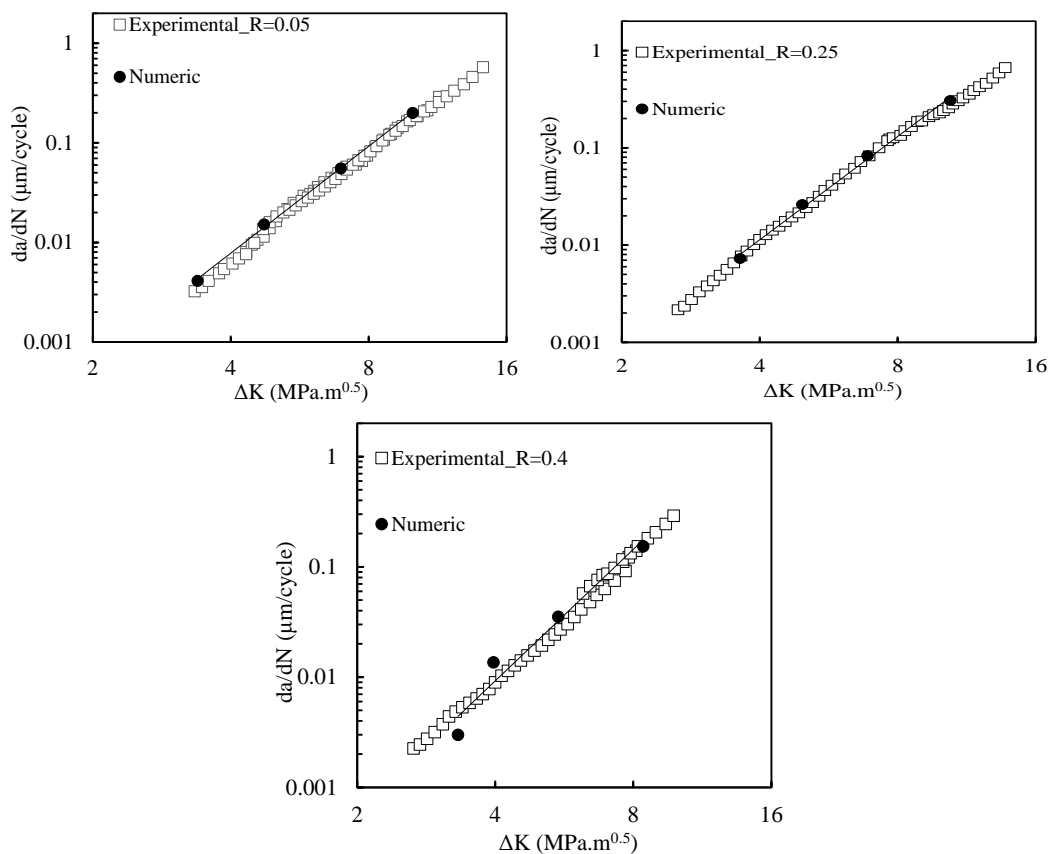 1
Experimental_R=0.05
Numeric
0.1
0.01
0.001
da/dN (μm/cycle)
2 4 8 16
ΔK (MPa.m0.5)
1
Experimental_R=0.25
Numeric
0.1
0.01
0.001
da/dN (μm/cycle)
2 4 8 16
ΔK (MPa.m0.5)
1
Experimental_R=0.4
Numeric
0.1
0.01
0.001
da/dN (μm/cycle)
2 4 8 16
ΔK (MPa.m0.5)